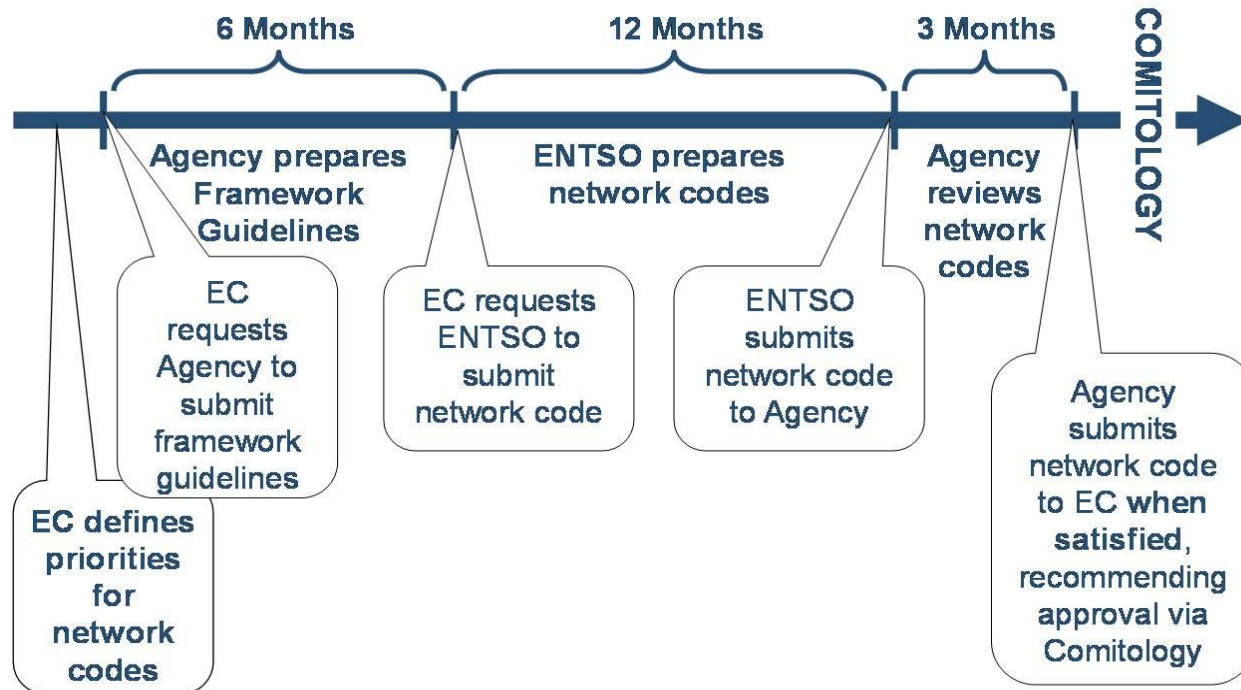 6 Months
12 Months
3 Months
COMITOLOGY
Agency prepares
Framework
Guidelines
ENTSO prepares
network codes
Agency
reviews
network
codes
EC
requests
Agency to
submit
framework
guidelines
EC requests
ENTSO to
submit
network code
ENTSO
submits
network code
to Agency
Agency
submits
network code
to EC when
satisfied,
recommending
approval via
Comitology
EC defines
priorities
for
network
codes